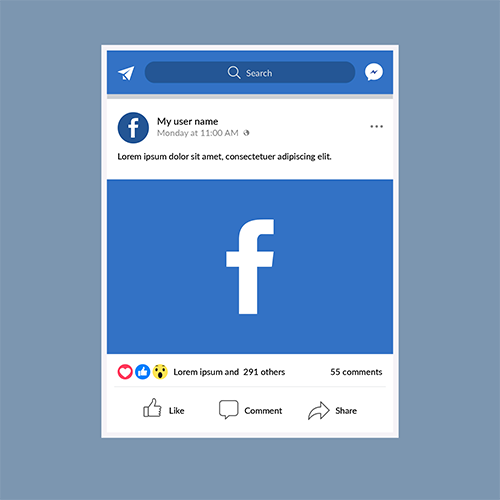 Search
My user name
Monday at 11:00 AM
Lorem ipsum dolor sit amet, consectetuer adipiscing elit.
f
Lorem ipsum and 291 others 55 comments
Like Comment Share